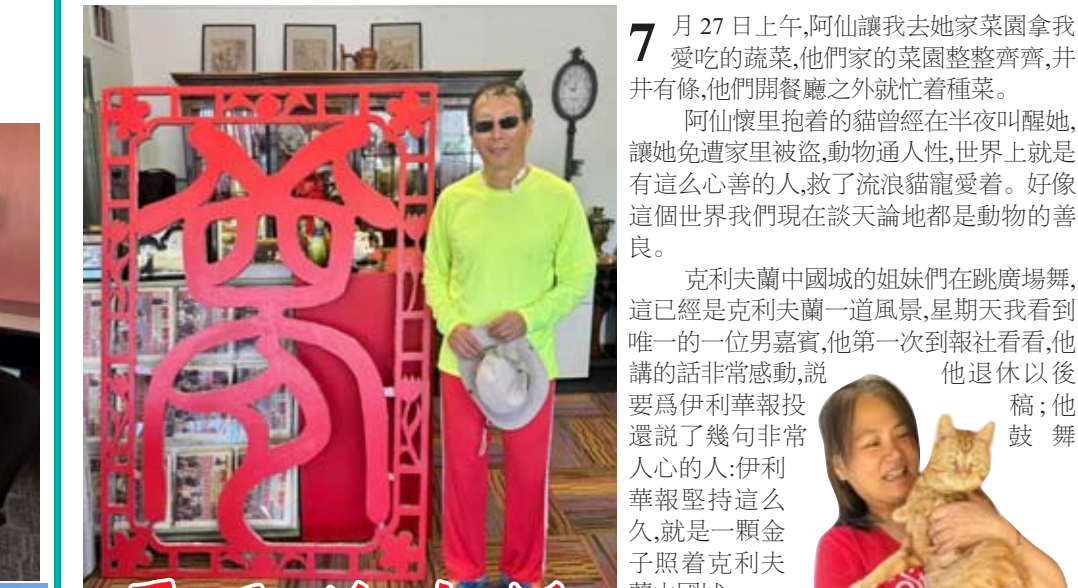 7 月 27 日上午,阿仙讓我去她家菜園拿我
愛吃的蔬菜,他們家的菜園整整齊齊,井
井有條,他們開餐廳之外就忙着種菜。
阿仙懷里抱着的貓曾經在半夜叫醒她,
讓她免遭家里被盜,動物通人性,世界上就是
有這么心善的人,救了流浪貓寵愛着。好像
這個世界我們現在談天論地都是動物的善
良。
克利夫蘭中國城的姐妹們在跳廣場舞,
這已經是克利夫蘭一道風景,星期天我看到
唯一的一位男嘉賓,他第一次到報社看看,他
講的話非常感動,説 他退休以後
要爲伊利華報投 稿;他
還説了幾句非常 鼓舞
人心的人:伊利
華報堅持這么
久,就是一顆金
子照着克利夫